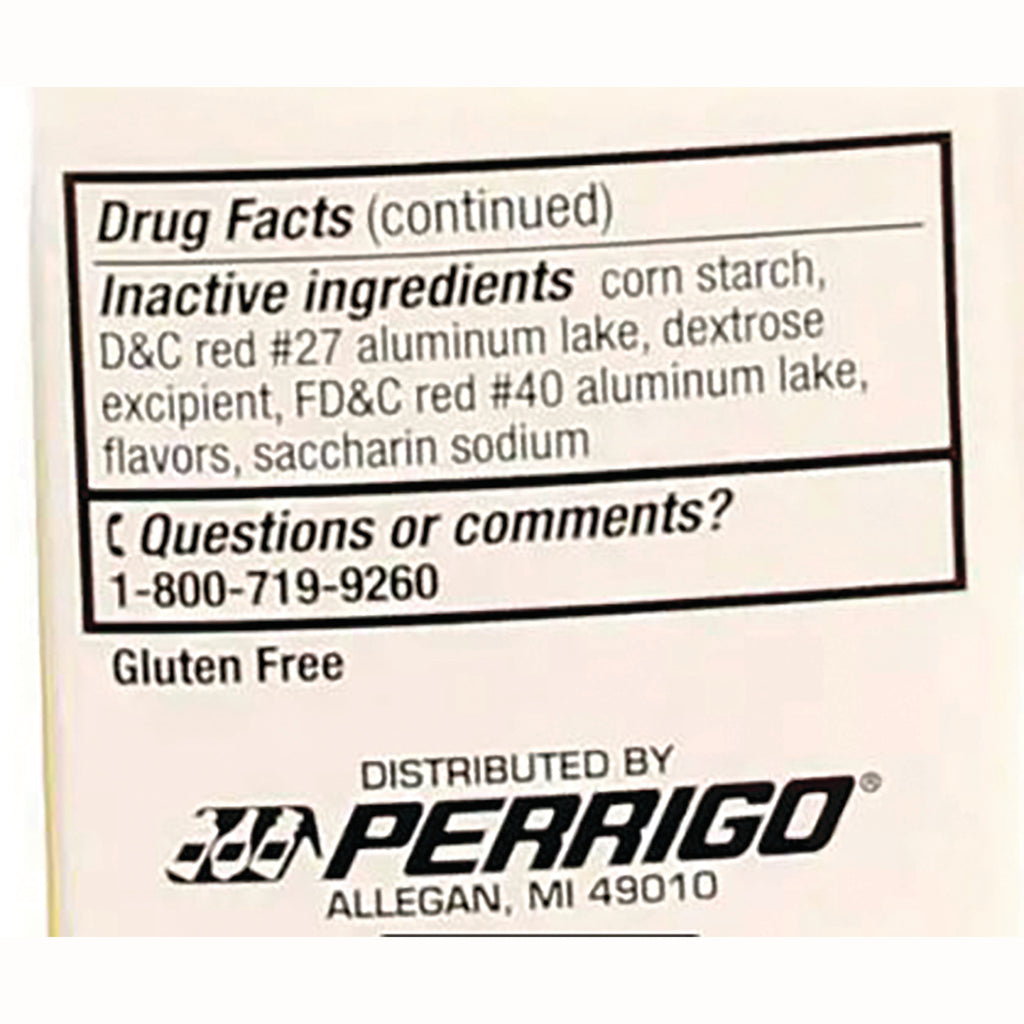 Drug Facts (continued)
Inactive ingredients corn starch,
D&C red #27 aluminum lake, dextrose
excipient, FD&C red #40 aluminum lake,
flavors, saccharin sodium
Questions or comments?
1-800-719-9260
Gluten Free
DISTRIBUTED BY
PERRIGO®
ALLEGAN, MI 49010